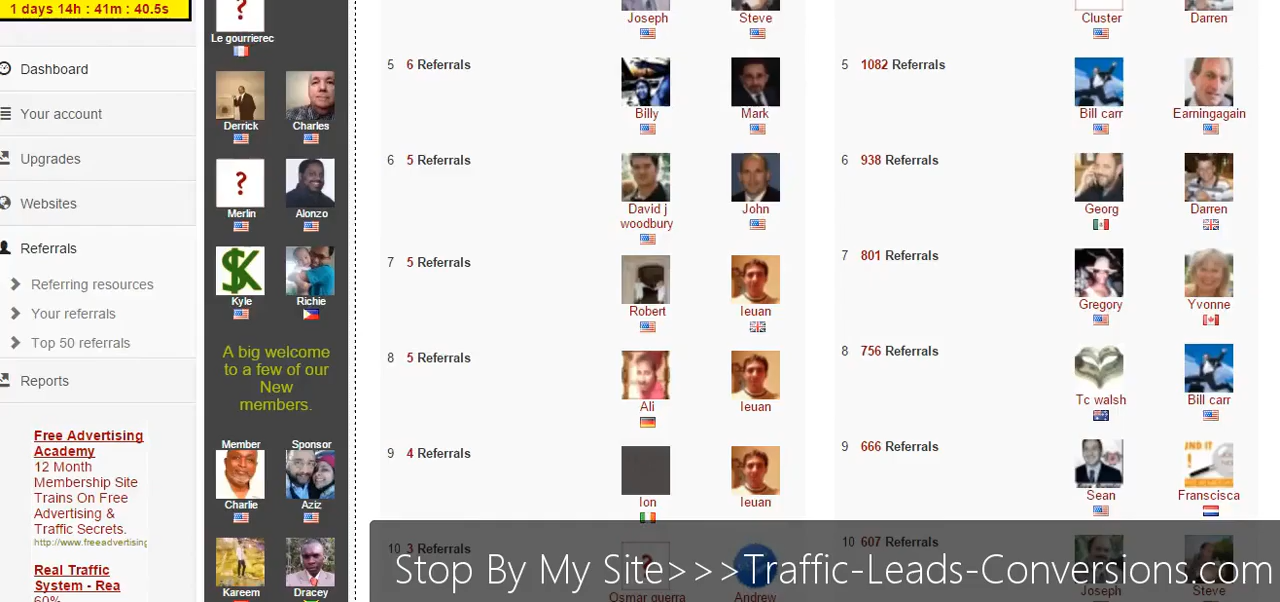 1 days 14h : 41m : 40.5s
Dashboard
Your account
Upgrades
Websites
Referrals
Referring resources
Your referrals
Top 50 referrals
Reports
Free Advertising
Academy
12 Month
Membership Site
Trains On Free
Advertising &
Traffic Secrets.
http://www.freeadvertising
Real Traffic
System - Rea
60%
?
Le gourrierec
Derrick Charles
?
Merlin Alonzo
$K
Kyle Richie
A big welcome
to a few of our
New
members.
Member Sponsor
Charlie Aziz
Kareem Dracey
Joseph Steve
5 6 Referrals
Billy Mark
6 5 Referrals
David j
woodbury
John
7 5 Referrals
Robert Ieuan
8 5 Referrals
Ali Ieuan
9 4 Referrals
Ion Ieuan
10 3 Referrals
Osmar guerra Andrew
Cluster Darren
5 1082 Referrals
Bill carr Earningagain
6 938 Referrals
Georg Darren
7 801 Referrals
Gregory Yvonne
8 756 Referrals
Tc walsh Bill carr
9 666 Referrals
Sean Franscisca
10 607 Referrals
Joseph Steve
Stop By My Site>>>Traffic-Leads-Conversions.com